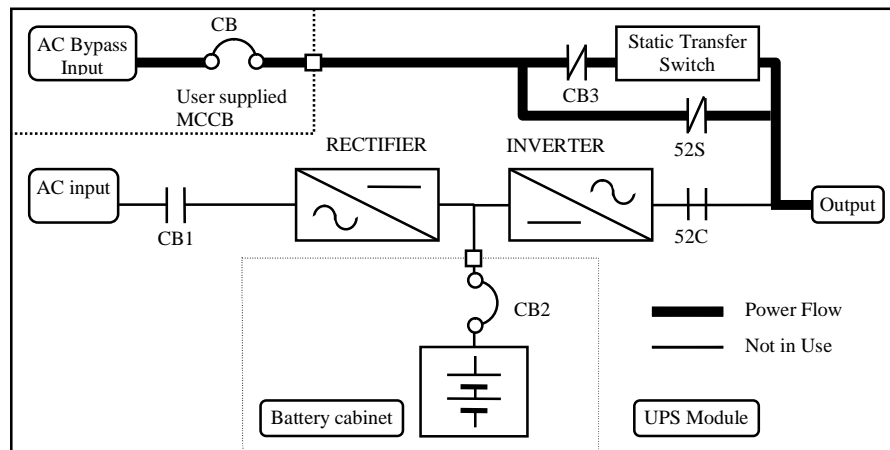 CB
AC Bypass
Input
Static Transfer
Switch
CB3
User supplied
MCCB
52S
RECTIFIER
INVERTER
AC input
Output
CB1
52C
CB2
Power Flow
Not in Use
Battery cabinet
UPS Module